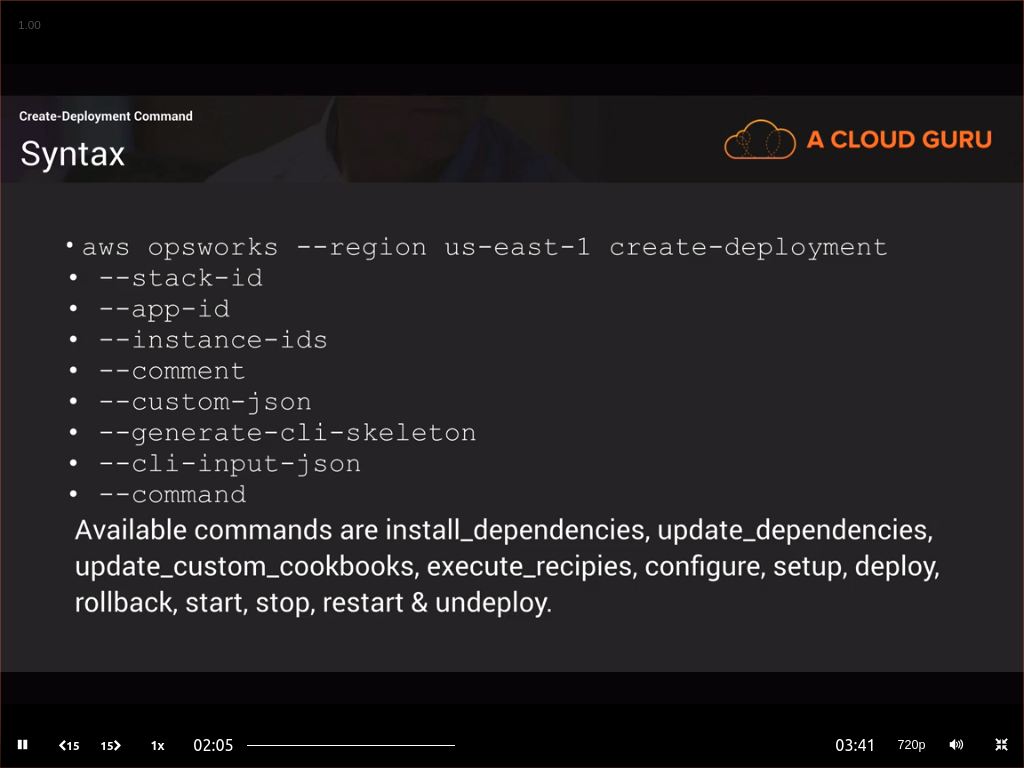 1.00
Create-Deployment Command
Syntax
A CLOUD GURU
• aws opsworks --region us-east-1 create-deployment
• --stack-id
• --app-id
• --instance-ids
• --comment
• --custom-json
• --generate-cli-skeleton
• --cli-input-json
• --command
Available commands are install_dependencies, update_dependencies,
update_custom_cookbooks, execute_recipies, configure, setup, deploy,
rollback, start, stop, restart & undeploy.
15 15 1x 02:05 03:41 720p